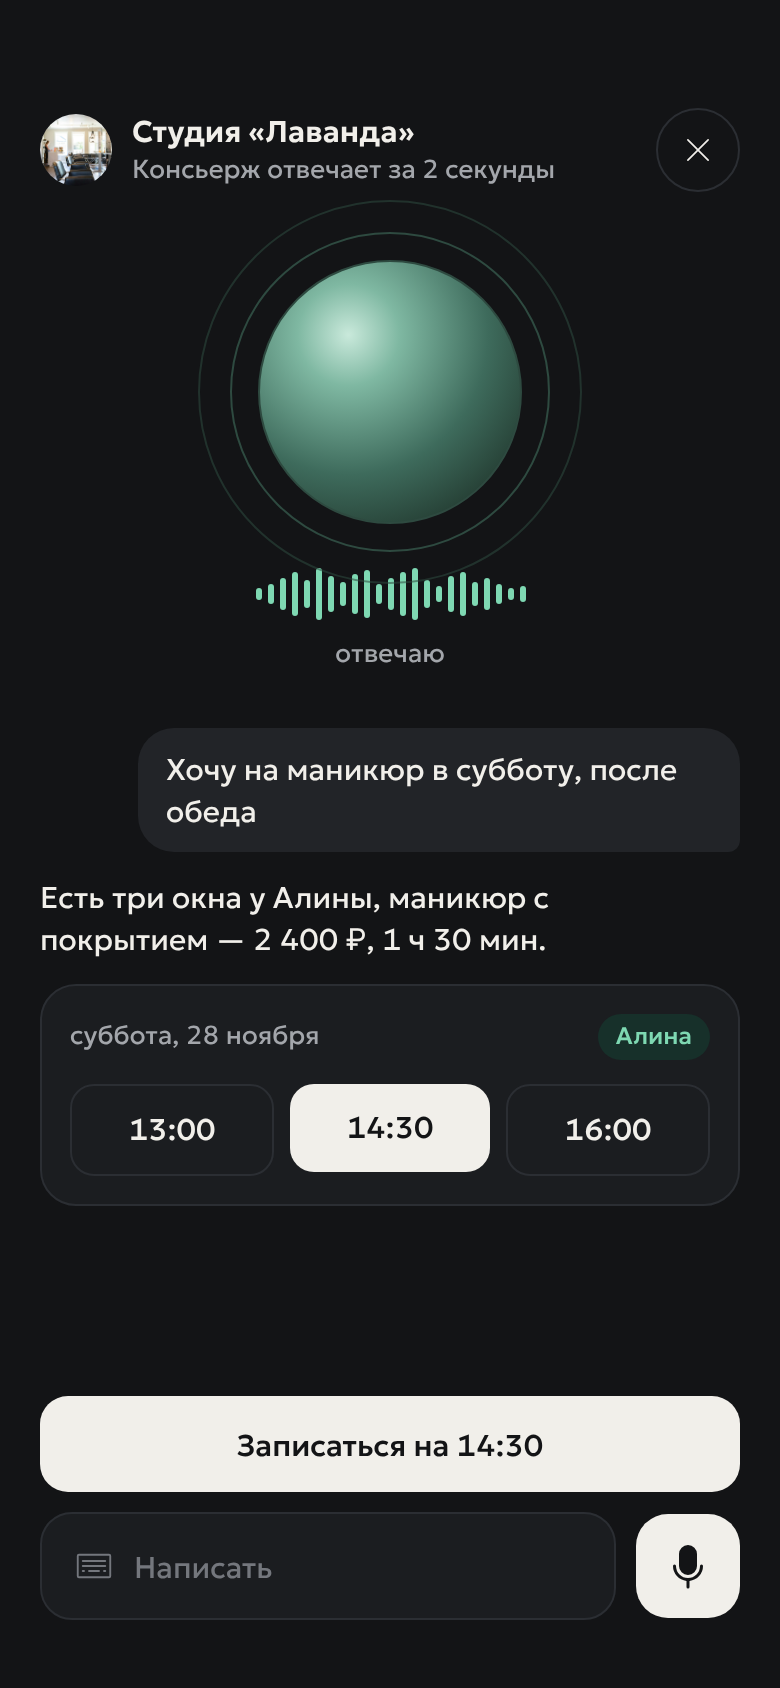 Студия «Лаванда»
Консьерж отвечает за 2 секунды
отвечаю
Хочу на маникюр в субботу, после
обеда
Есть три окна у Алины, маникюр с
покрытием — 2 400 ₽, 1 ч 30 мин.
суббота, 28 ноября
Алина
13:00
14:30
16:00
Записаться на 14:30
Написать